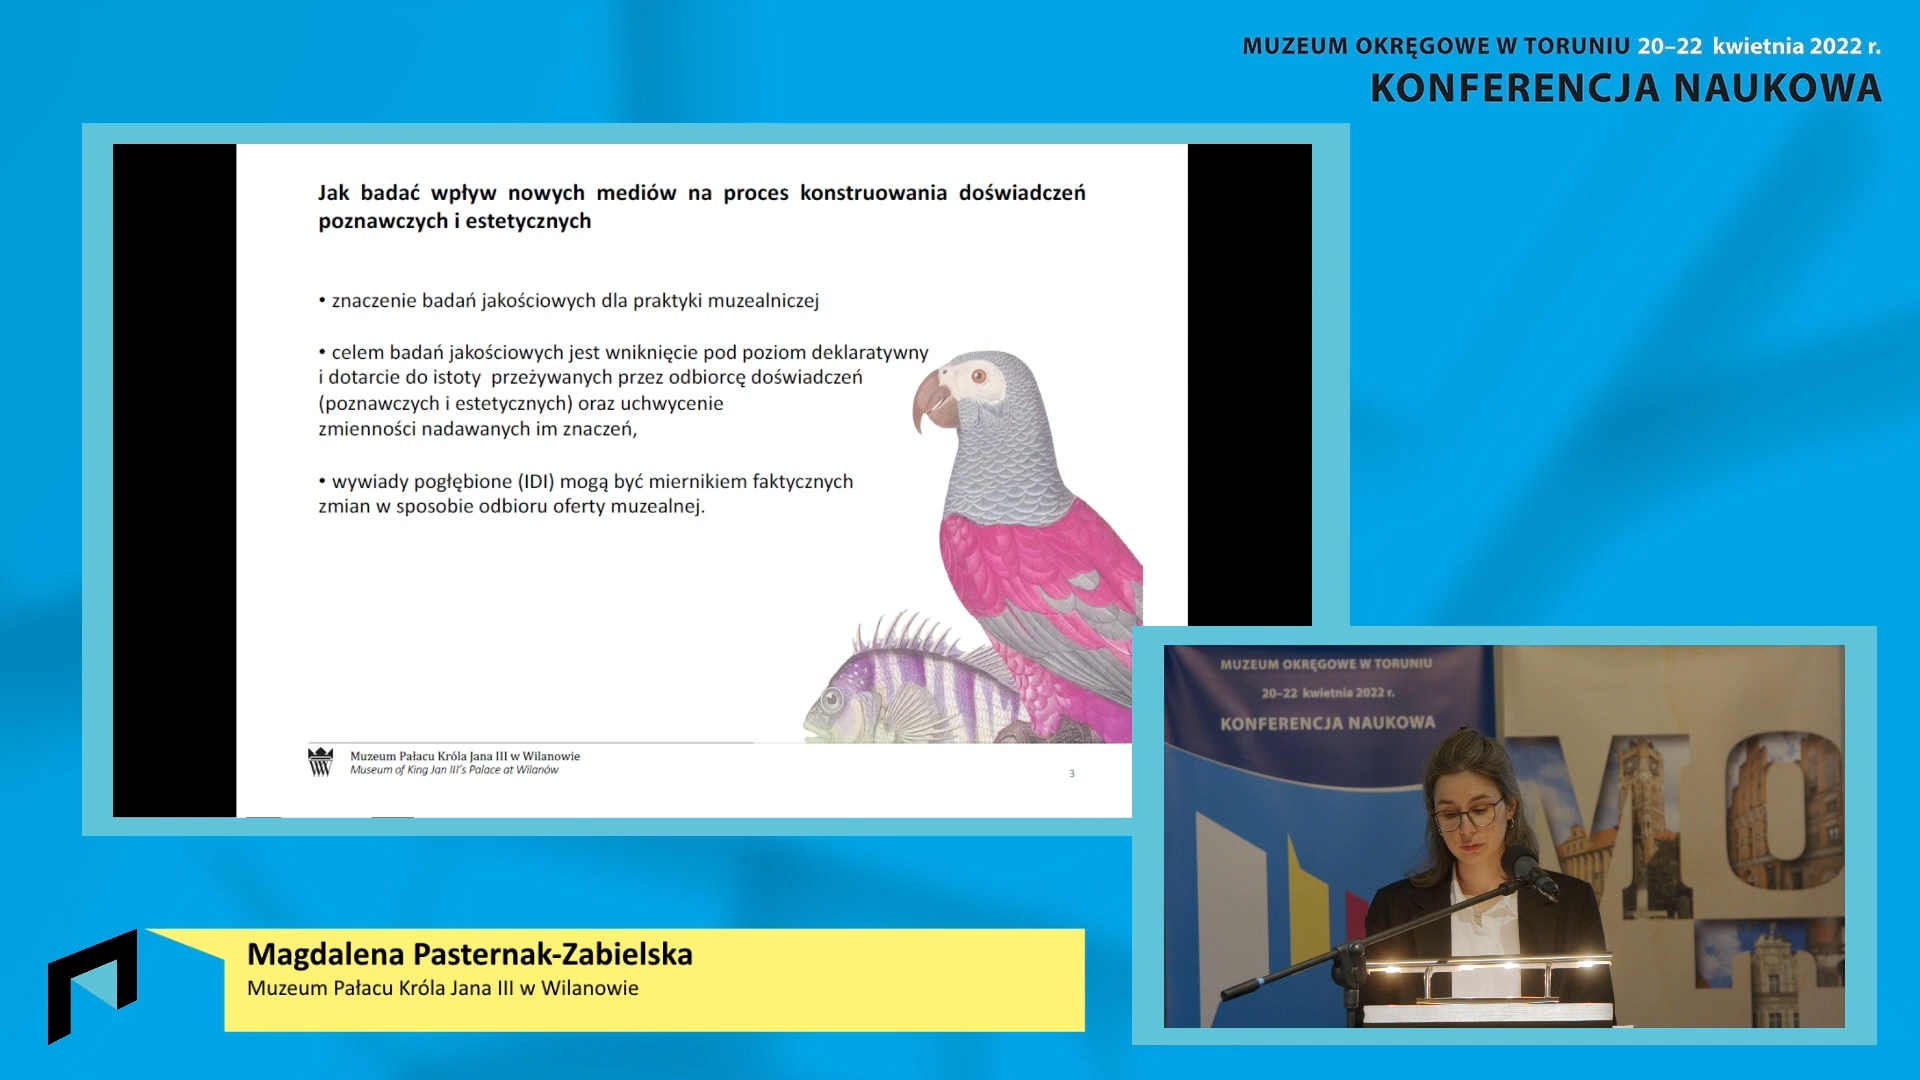 MUZEUM OKRĘGOWE W TORUNIU 20–22 kwietnia 2022 r.
KONFERENCJA NAUKOWA
Jak badać wpływ nowych mediów na proces konstruowania doświadczeń
poznawczych i estetycznych
• znaczenie badań jakościowych dla praktyki muzealniczej
• celem badań jakościowych jest wniknięcie pod poziom deklaratywny
i dotarcie do istoty przeżywanych przez odbiorcę doświadczeń
(poznawczych i estetycznych) oraz uchwycenie
zmienności nadawanych im znaczeń,
• wywiady pogłębione (IDI) mogą być miernikiem faktycznych
zmian w sposobie odbioru oferty muzealnej.
Muzeum Pałacu Króla Jana III w Wilanowie
Museum of King Jan III's Palace at Wilanów
3
MUZEUM OKRĘGOWE W TORUNIU
20–22 kwietnia 2022 r.
KONFERENCJA NAUKOWA
MO
Magdalena Pasternak-Zabielska
Muzeum Pałacu Króla Jana III w Wilanowie